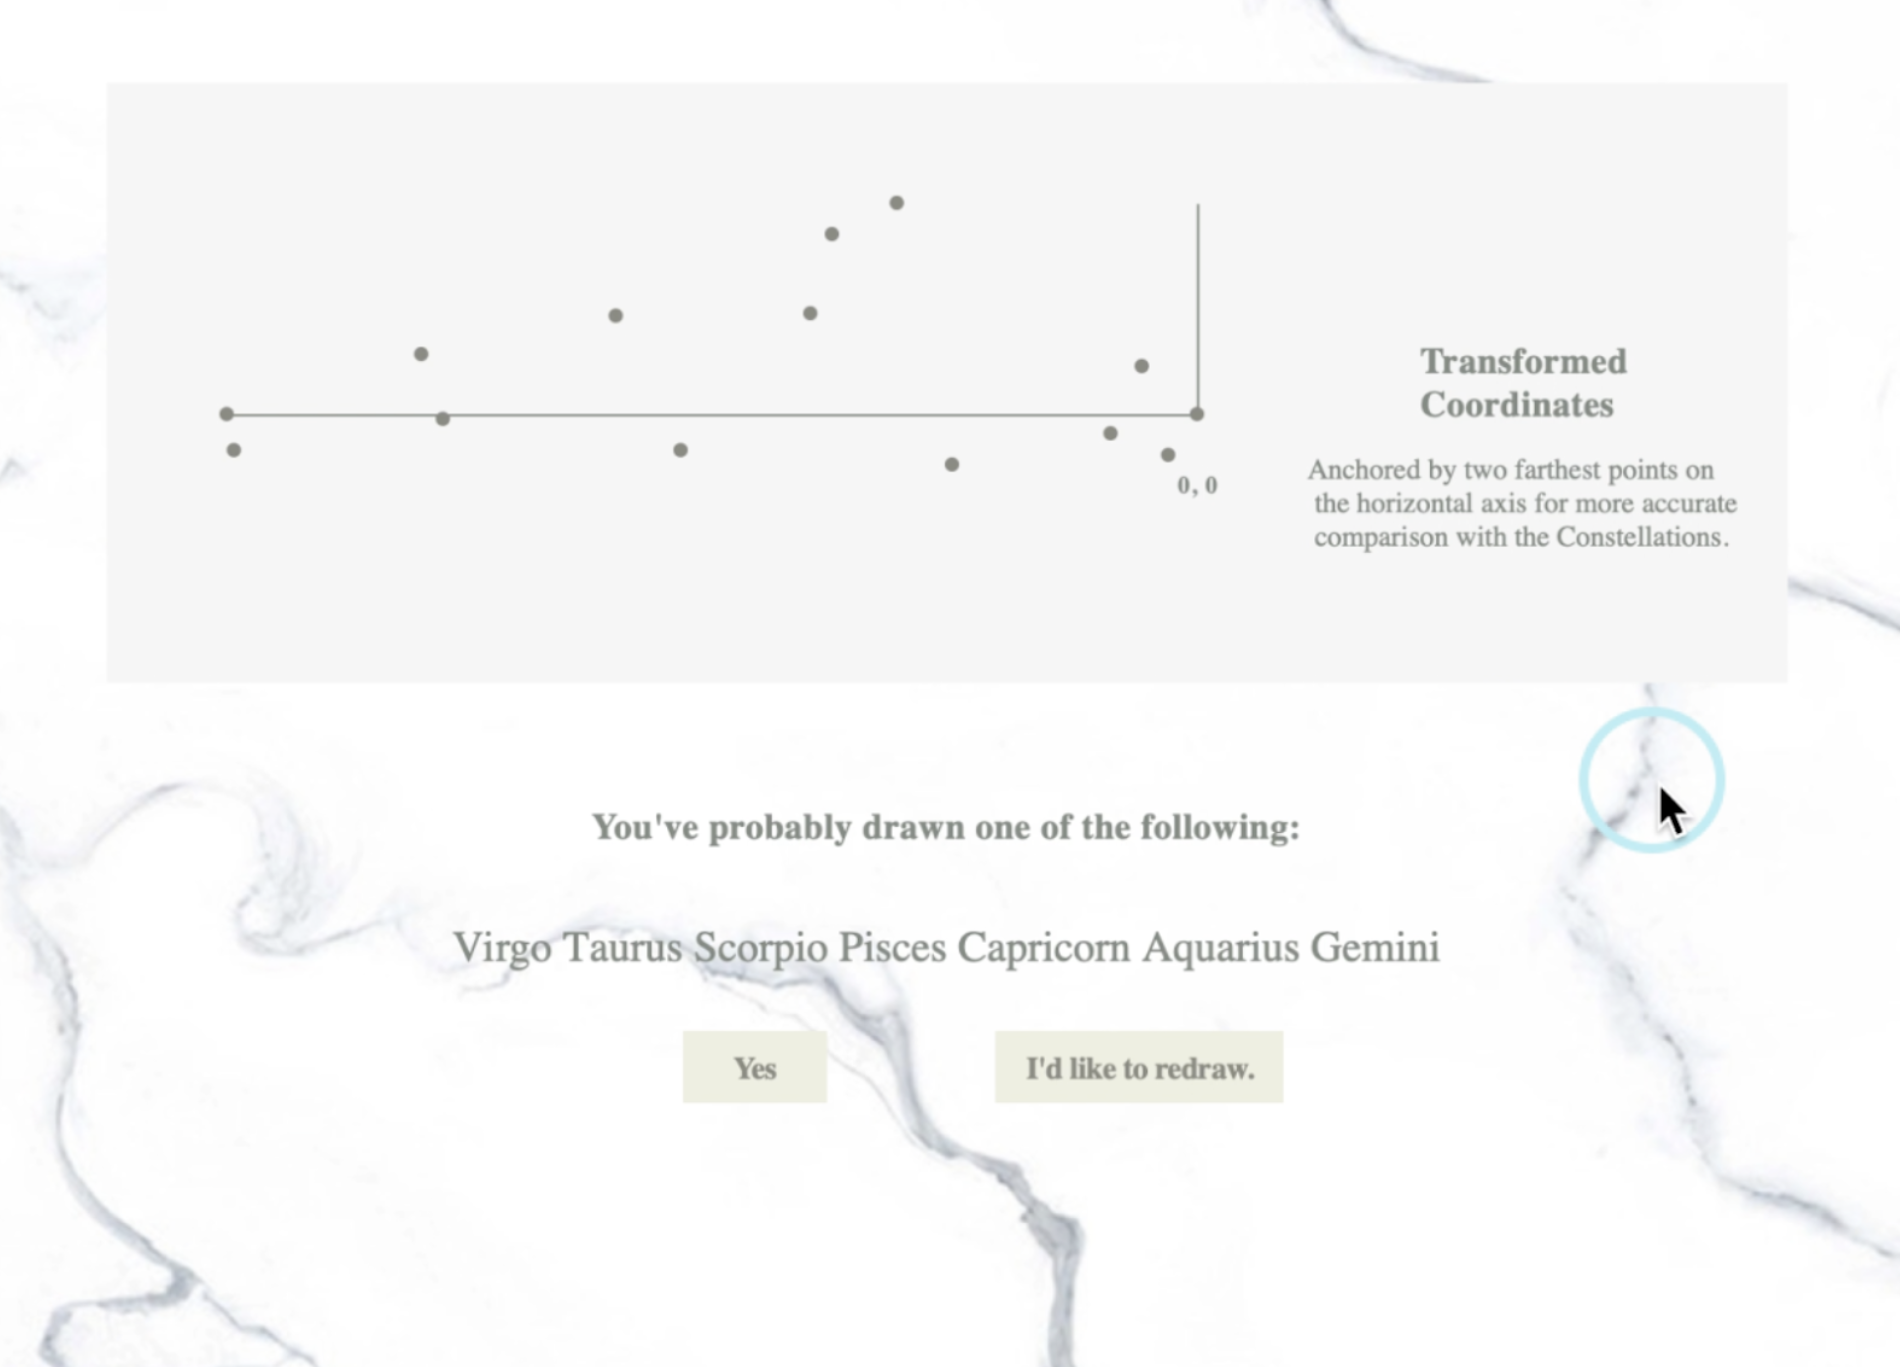 Transformed
Coordinates
Anchored by two farthest points on
the horizontal axis for more accurate
comparison with the Constellations.
0, 0
You've probably drawn one of the following:
Virgo Taurus Scorpio Pisces Capricorn Aquarius Gemini
Yes
I'd like to redraw.